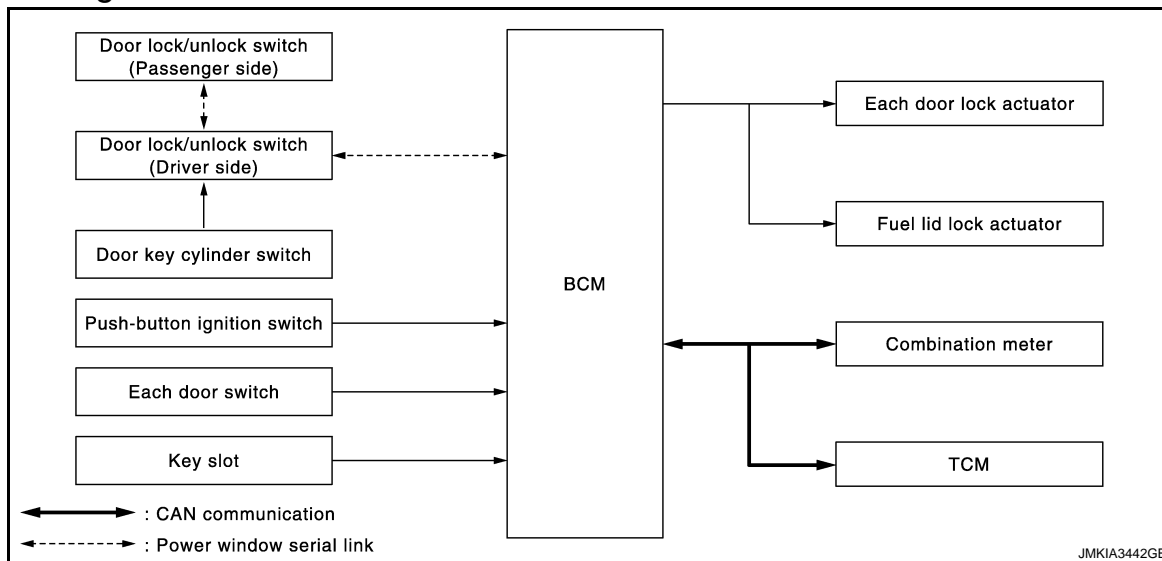 Door lock/unlock switch
(Passenger side)
Door lock/unlock switch
(Driver side)
Door key cylinder switch
Push-button ignition switch
Each door switch
Key slot
: CAN communication
: Power window serial link
BCM
Each door lock actuator
Fuel lid lock actuator
Combination meter
TCM